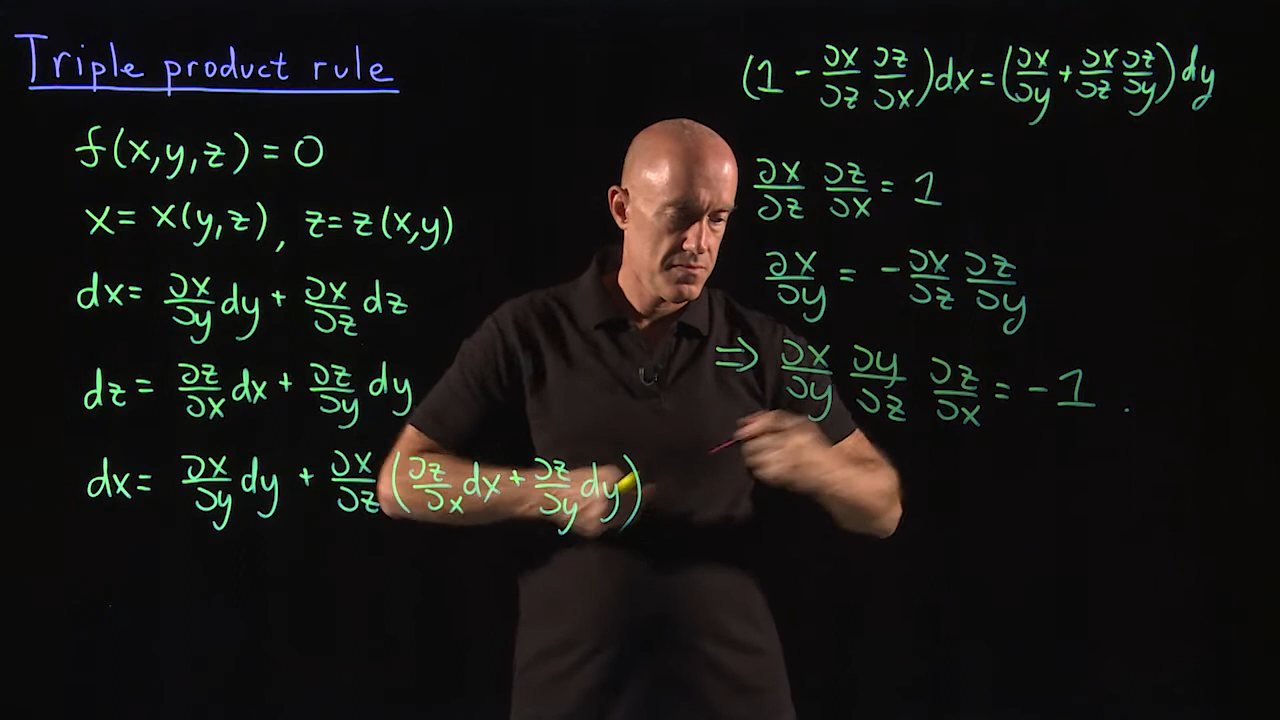 Triple product rule
f(x,y,z) = 0
x = x(y,z), z = z(x,y)
dx = ∂x/∂y dy + ∂x/∂z dz
dz = ∂z/∂x dx + ∂z/∂y dy
dx = ∂x/∂y dy + ∂x/∂z (∂z/∂x dx + ∂z/∂y dy)
(1 - ∂x/∂z ∂z/∂x) dx = (∂x/∂y + ∂x/∂z ∂z/∂y) dy
∂x/∂z ∂z/∂x = 1
∂x/∂y = - ∂x/∂z ∂z/∂y
⇒ ∂x/∂y ∂y/∂z ∂z/∂x = -1.